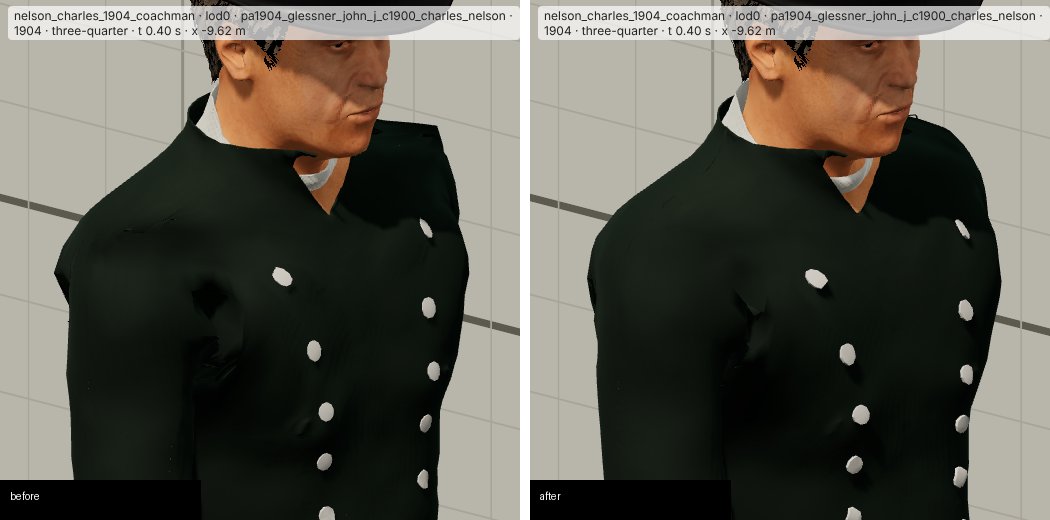 nelson_charles_1904_coachman · lod0 · pa1904_glessner_john_j_c1900_charles_nelson ·
1904 · three-quarter · t 0.40 s · x -9.62 m
nelson_charles_1904_coachman · lod0 · pa1904_glessner_john_j_c1900_charles_nelson ·
1904 · three-quarter · t 0.40 s · x -9.62 m
before
after